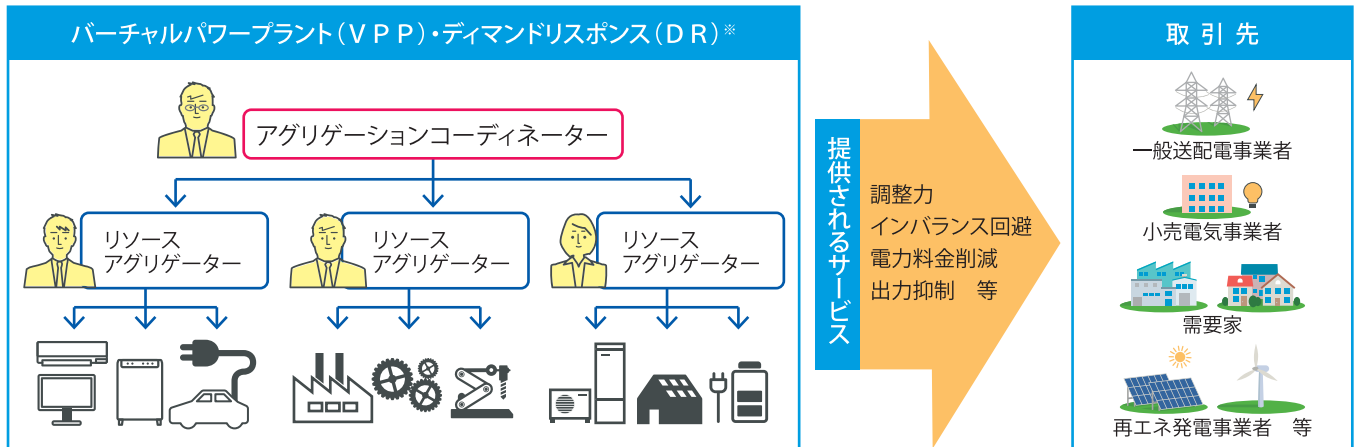 バーチャルパワープラント(ＶＰＰ)・ディマンドリスポンス(ＤＲ)※
アグリゲーションコーディネーター
リソース
アグリゲーター
リソース
アグリゲーター
リソース
アグリゲーター
提供されるサービス
調整力
インバランス回避
電力料金削減
出力抑制　等
取引先
一般送配電事業者
小売電気事業者
需要家
再エネ発電事業者　等